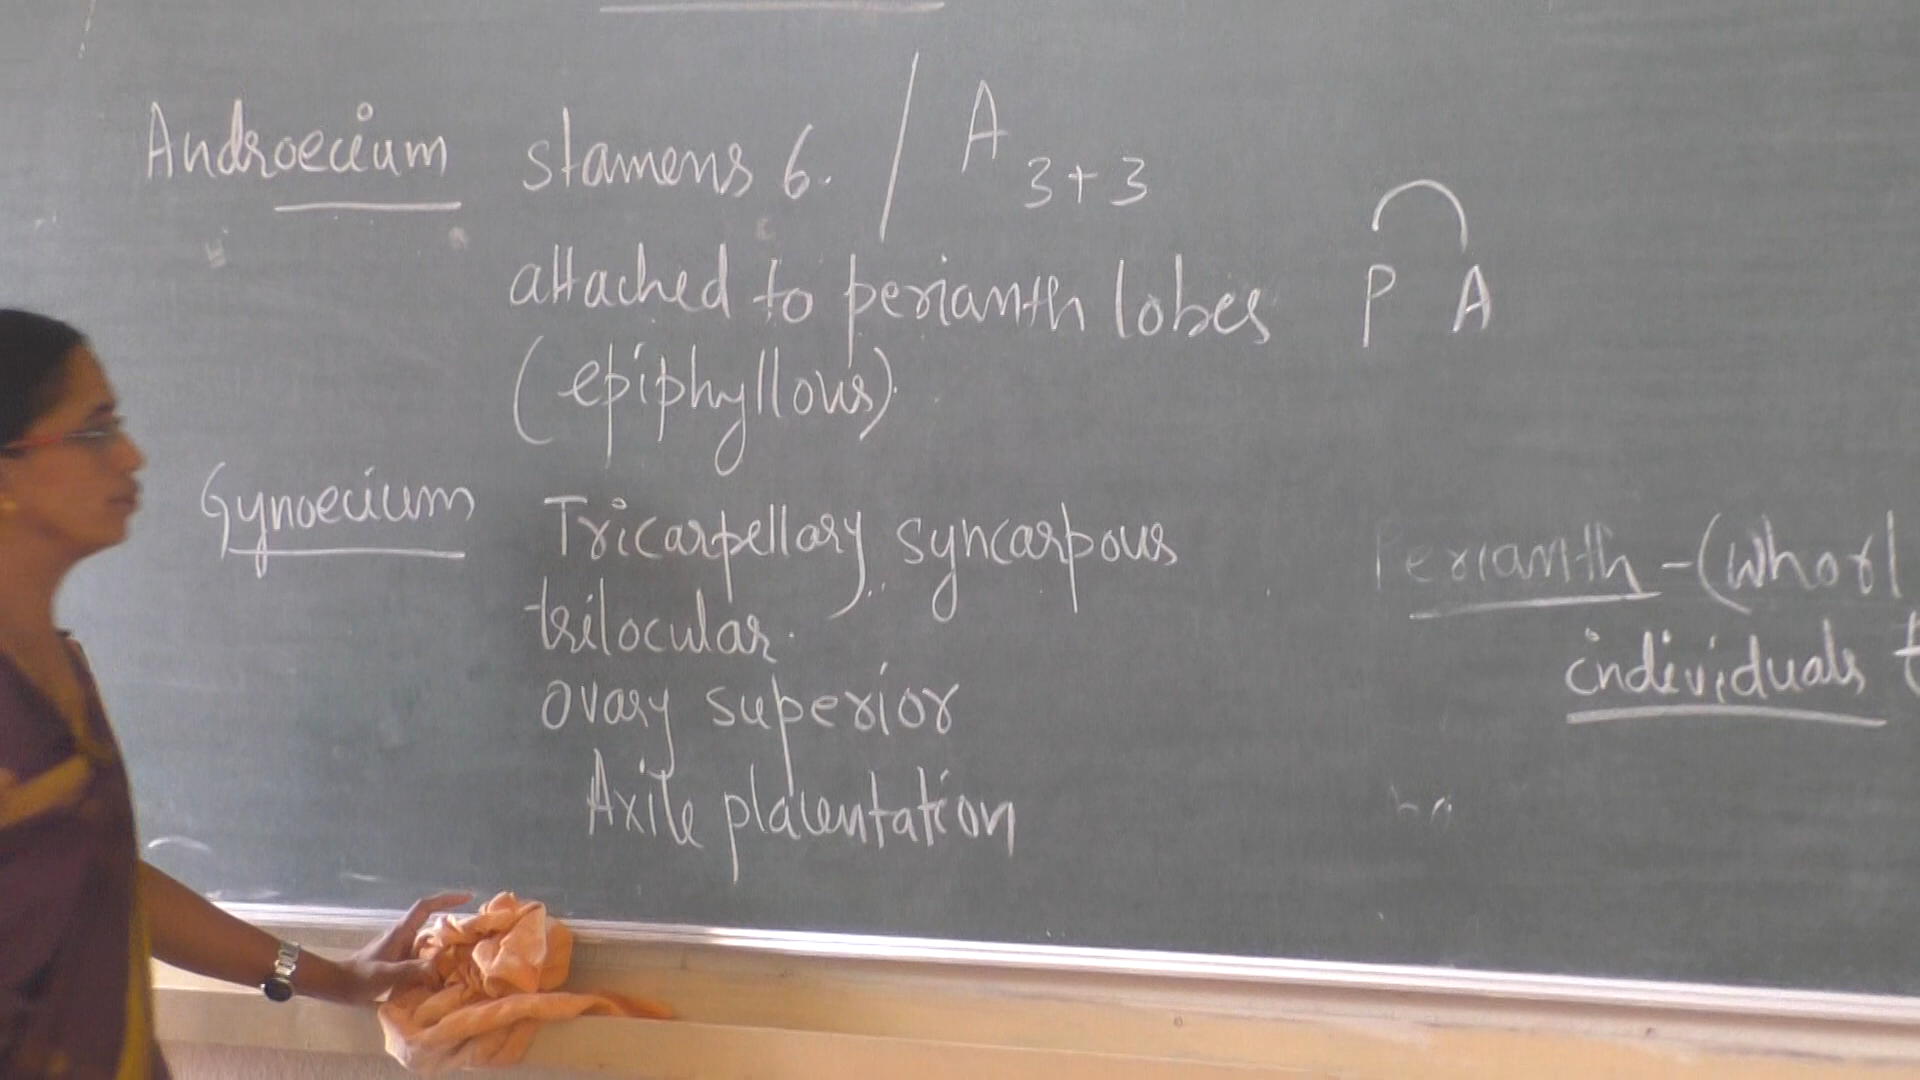 Androecium stamens 6. / A 3+3
attached to perianth lobes P A
(epiphyllous).
Gynoecium Tricarpellary, syncarpous
trilocular.
ovary superior
Axile placentation
Perianth - (whorl
individuals